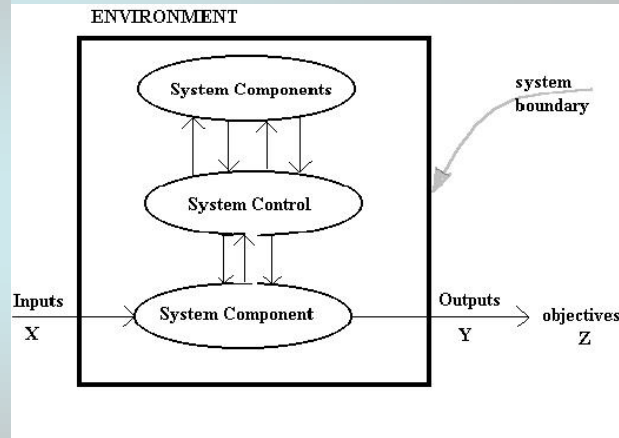 ENVIRONMENT
System Components
system
boundary
System Control
Inputs
X
System Component
Outputs
Y
objectives
Z